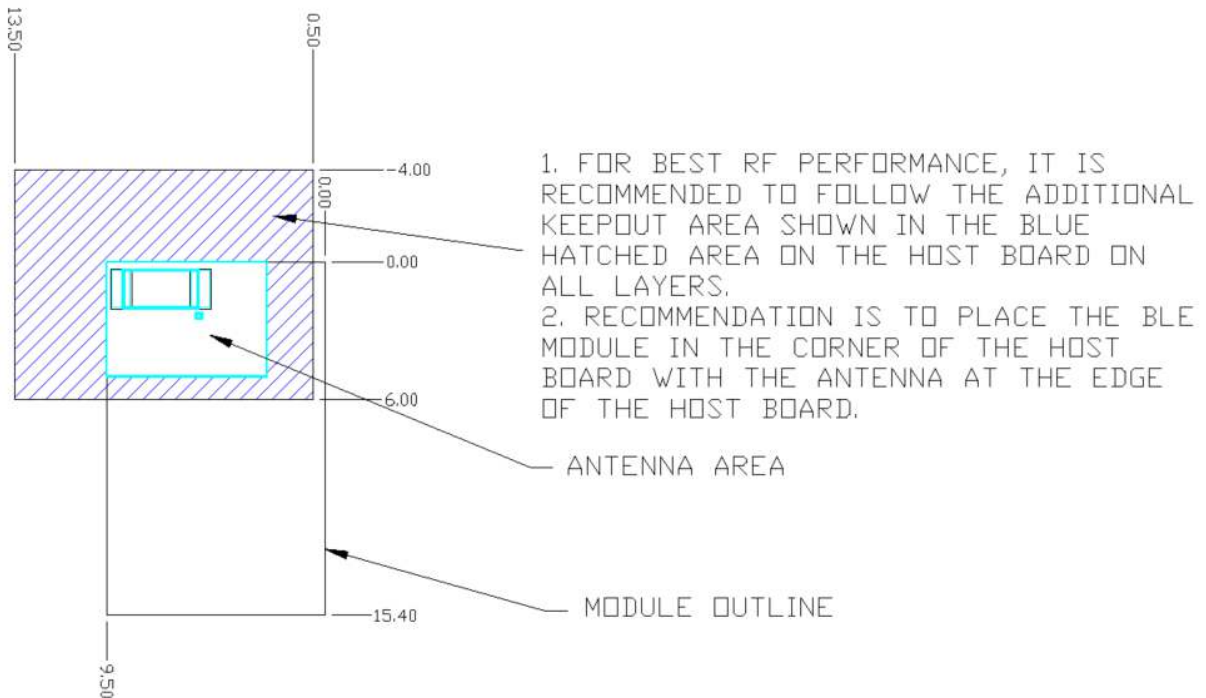 13.50
0.50
-4.00
0.00
0.00
1. FOR BEST RF PERFORMANCE, IT IS
RECOMMENDED TO FOLLOW THE ADDITIONAL
KEEPOUT AREA SHOWN IN THE BLUE
HATCHED AREA ON THE HOST BOARD ON
ALL LAYERS.
2. RECOMMENDATION IS TO PLACE THE BLE
MODULE IN THE CORNER OF THE HOST
BOARD WITH THE ANTENNA AT THE EDGE
OF THE HOST BOARD.
6.00
ANTENNA AREA
MODULE OUTLINE
15.40
9.50